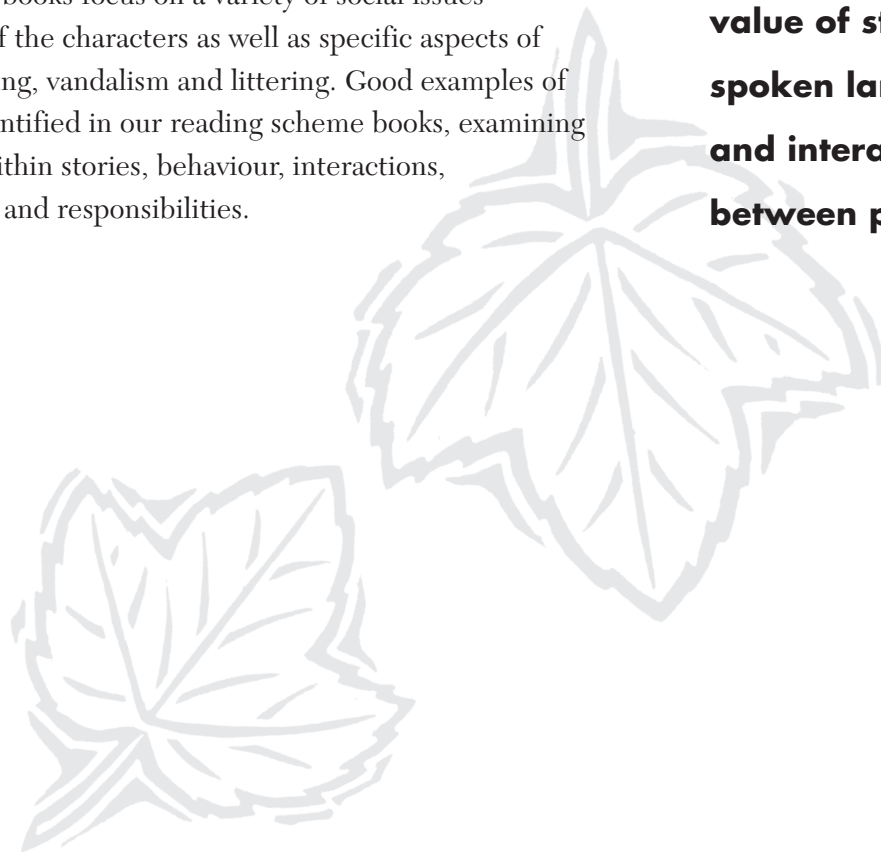 books focus on a variety of social issues
f the characters as well as specific aspects of
ng, vandalism and littering. Good examples of
ntified in our reading scheme books, examining
ithin stories, behaviour, interactions,
and responsibilities.
value of st
spoken lan
and intera
between p